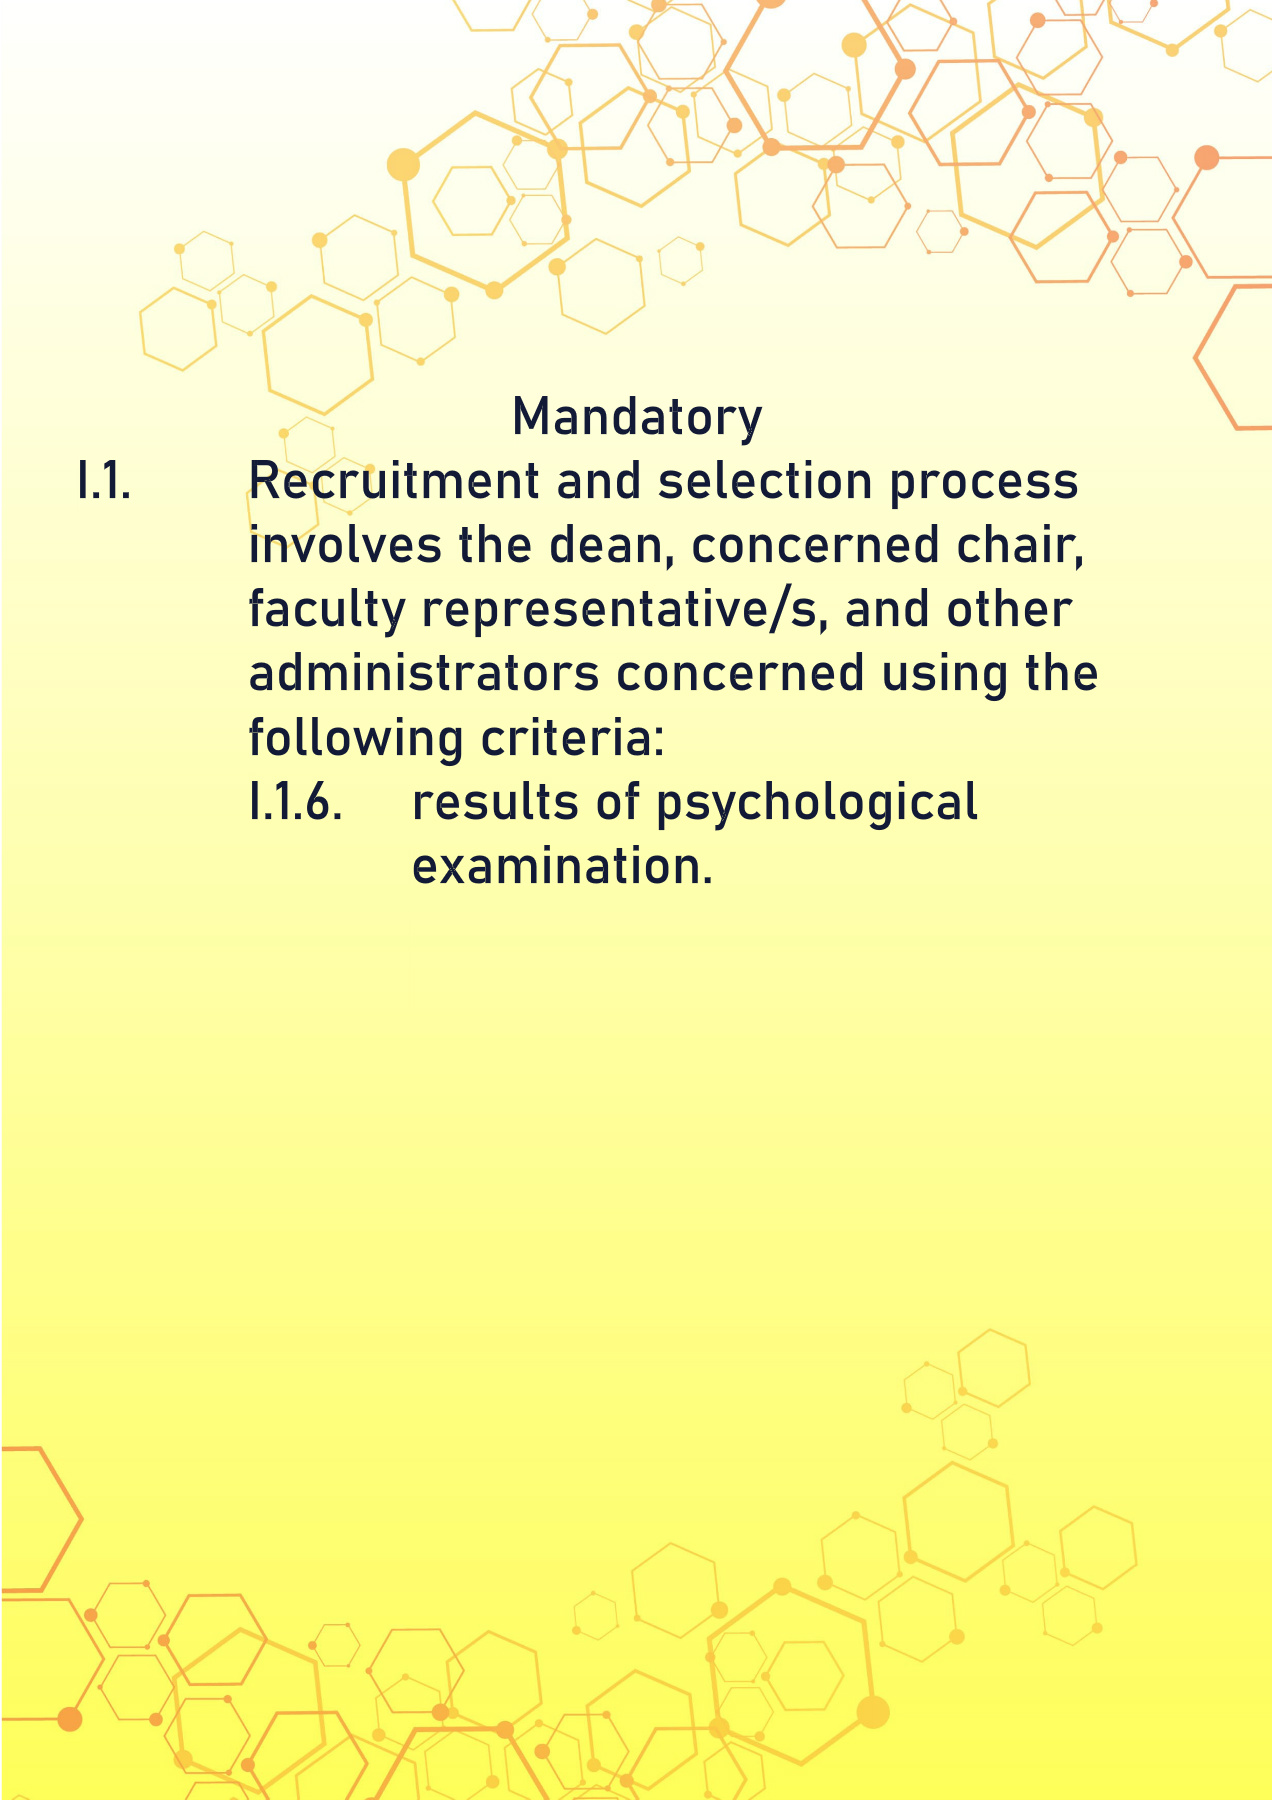 Mandatory
I.1. Recruitment and selection process
involves the dean, concerned chair,
faculty representative/s, and other
administrators concerned using the
following criteria:
I.1.6. results of psychological
examination.